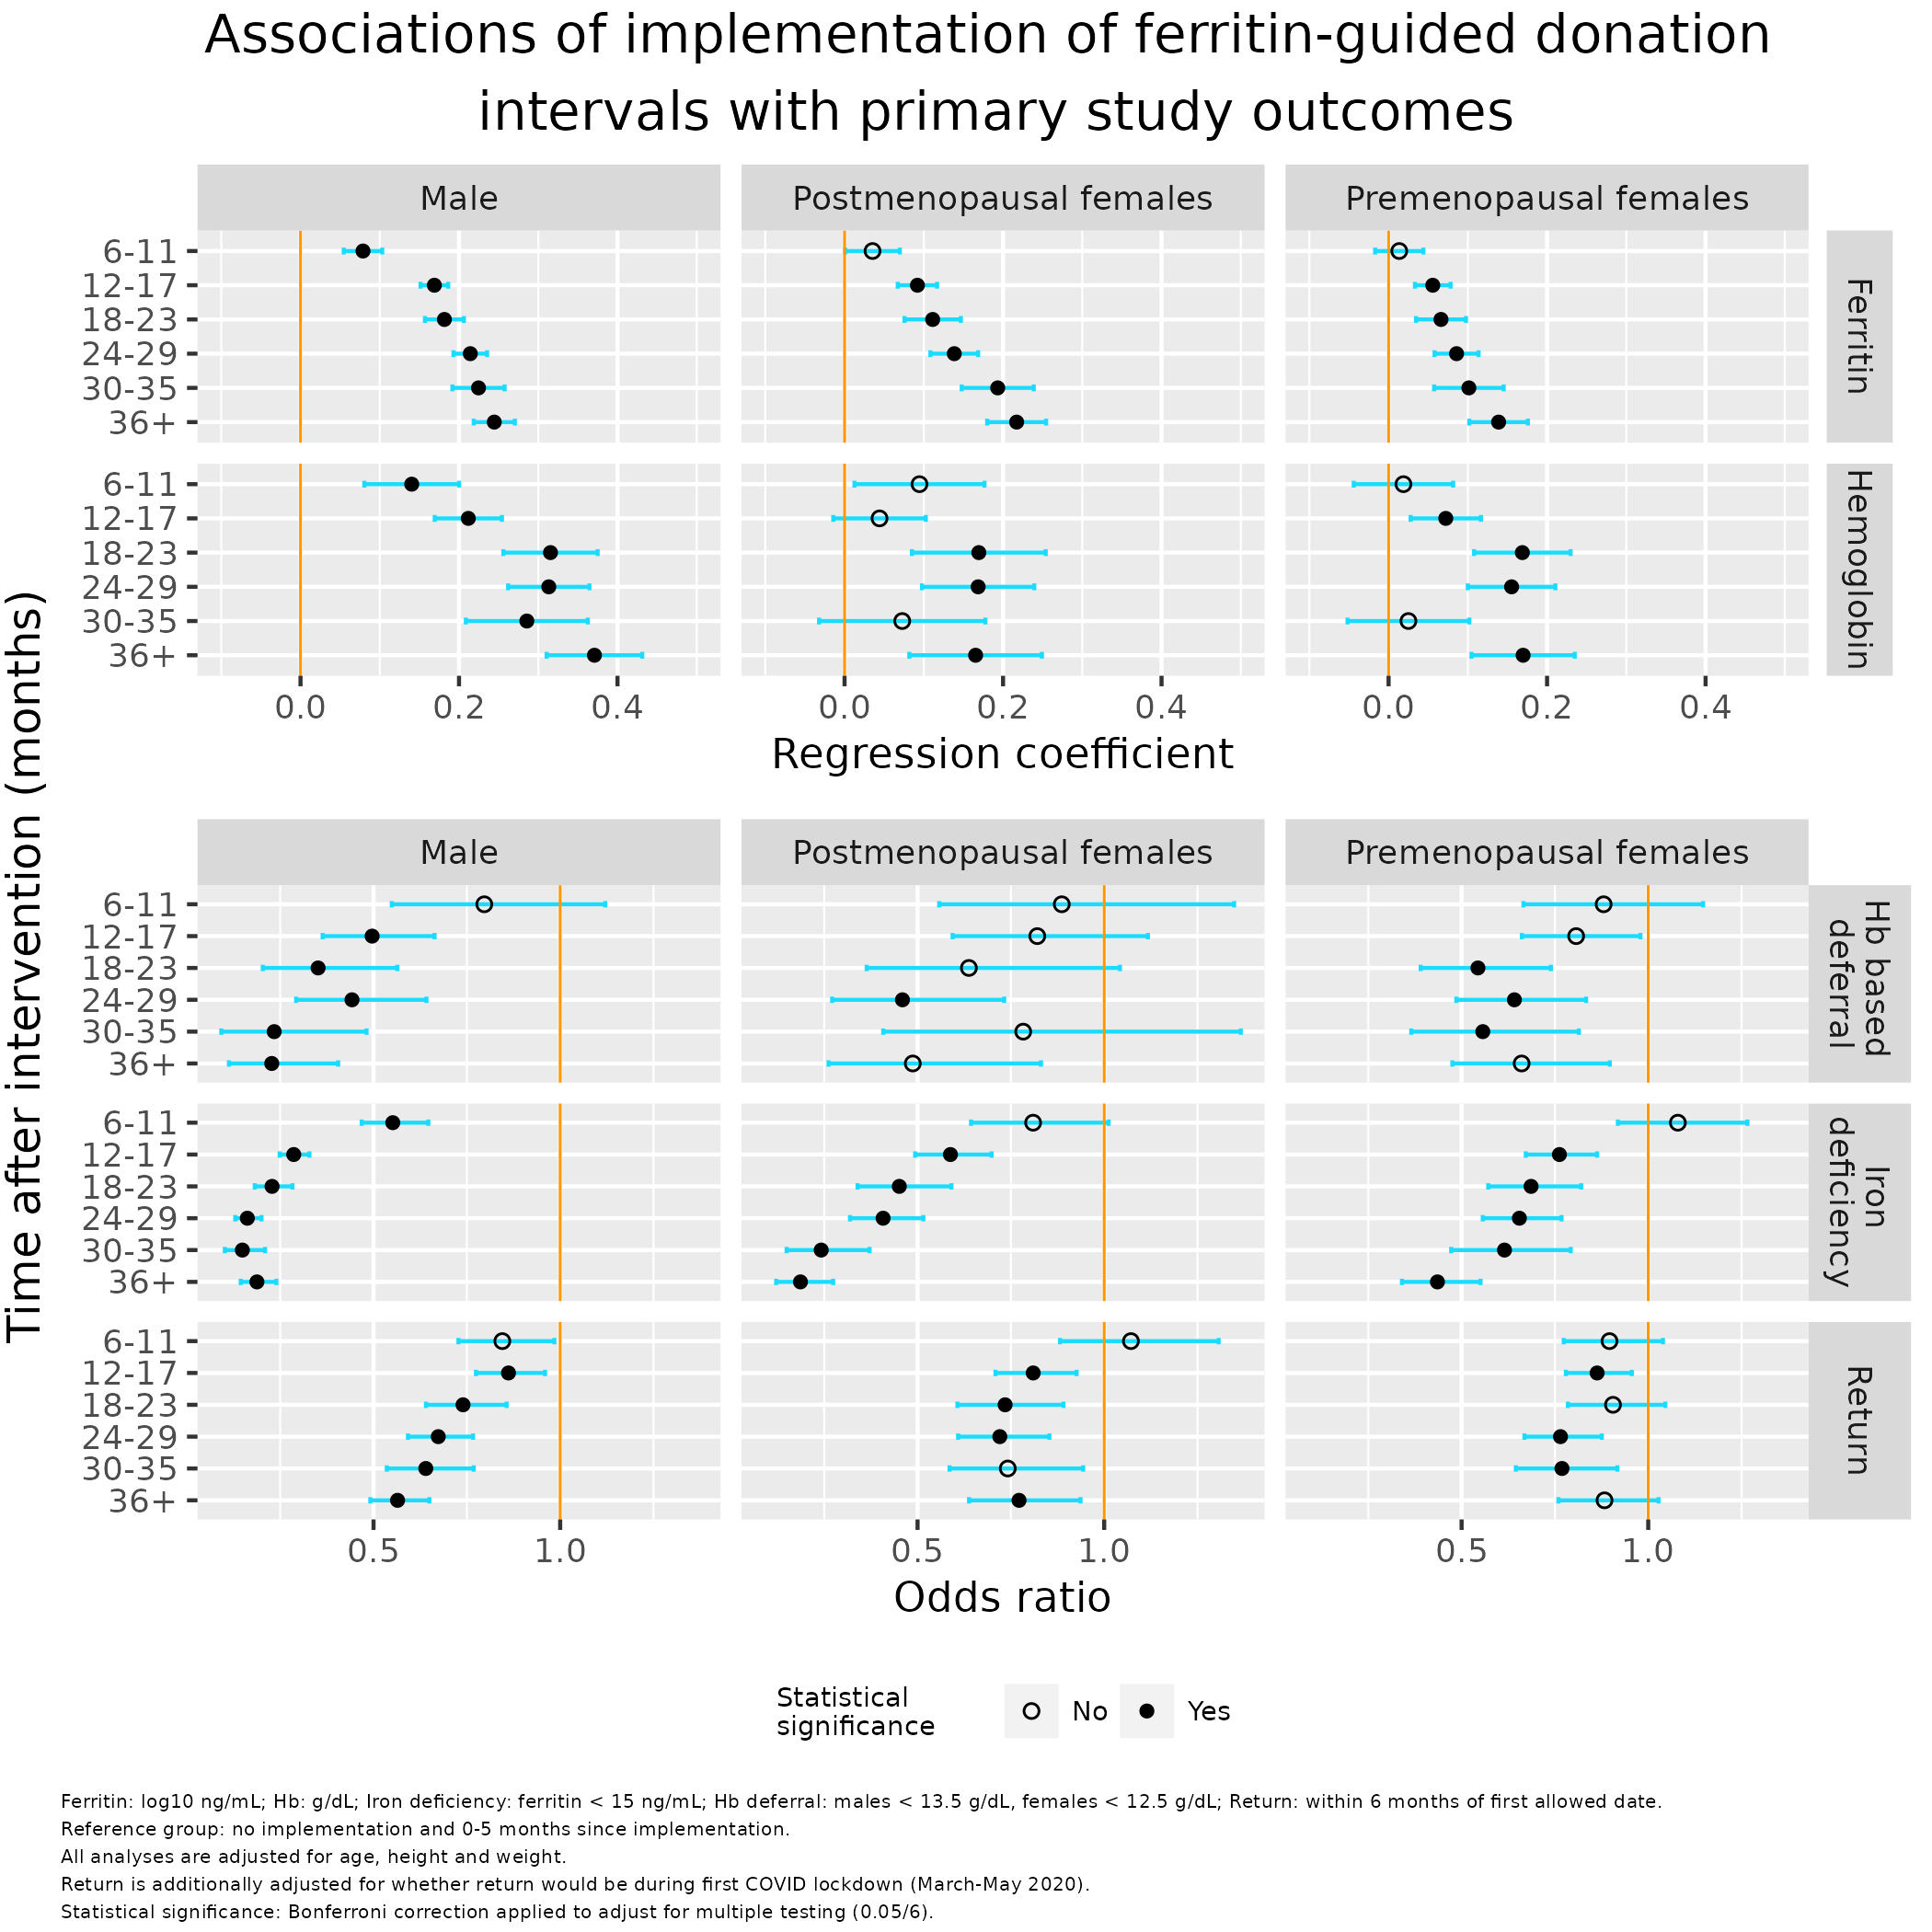 Associations of implementation of ferritin-guided donation
intervals with primary study outcomes
Male
Postmenopausal females
Premenopausal females
6-11
12-17
18-23
24-29
30-35
36+
Ferritin
6-11
12-17
18-23
24-29
30-35
36+
Hemoglobin
0.0 0.2 0.4
0.0 0.2 0.4
0.0 0.2 0.4
Regression coefficient
Time after intervention (months)
Male
Postmenopausal females
Premenopausal females
6-11
12-17
18-23
24-29
30-35
36+
Hb based
deferral
6-11
12-17
18-23
24-29
30-35
36+
Iron
deficiency
6-11
12-17
18-23
24-29
30-35
36+
Return
0.5 1.0
0.5 1.0
0.5 1.0
Odds ratio
Statistical
significance
No
Yes
Ferritin: log10 ng/mL; Hb: g/dL; Iron deficiency: ferritin < 15 ng/mL; Hb deferral: males < 13.5 g/dL, females < 12.5 g/dL; Return: within 6 months of first allowed date.
Reference group: no implementation and 0-5 months since implementation.
All analyses are adjusted for age, height and weight.
Return is additionally adjusted for whether return would be during first COVID lockdown (March-May 2020).
Statistical significance: Bonferroni correction applied to adjust for multiple testing (0.05/6).